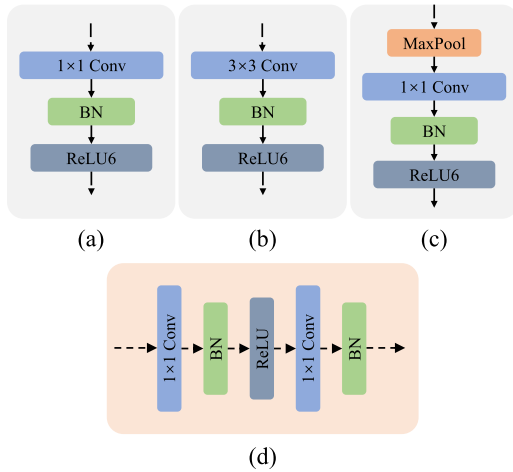 1×1 Conv
BN
ReLU6
(a)
3×3 Conv
BN
ReLU6
(b)
MaxPool
1×1 Conv
BN
ReLU6
(c)
1×1 Conv
BN
ReLU
1×1 Conv
BN
(d)